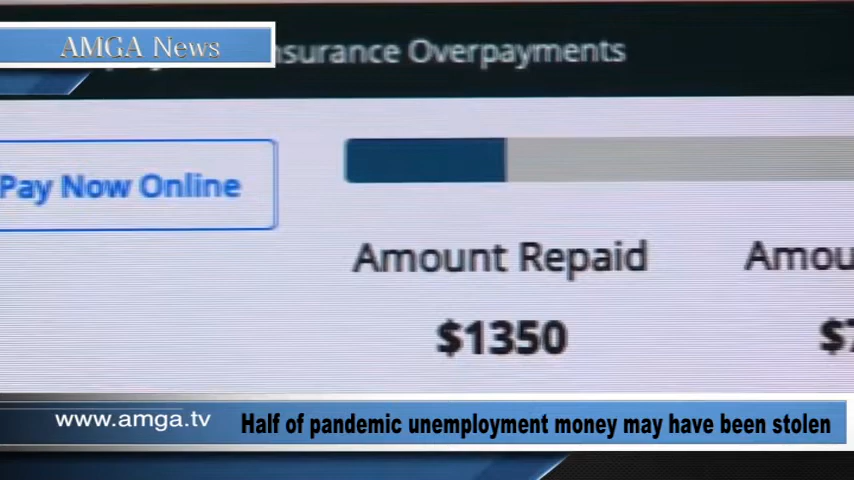 AMGA News
nsurance Overpayments
Pay Now Online
Amount Repaid
$1350
www.amga.tv
Half of pandemic unemployment money may have been stolen